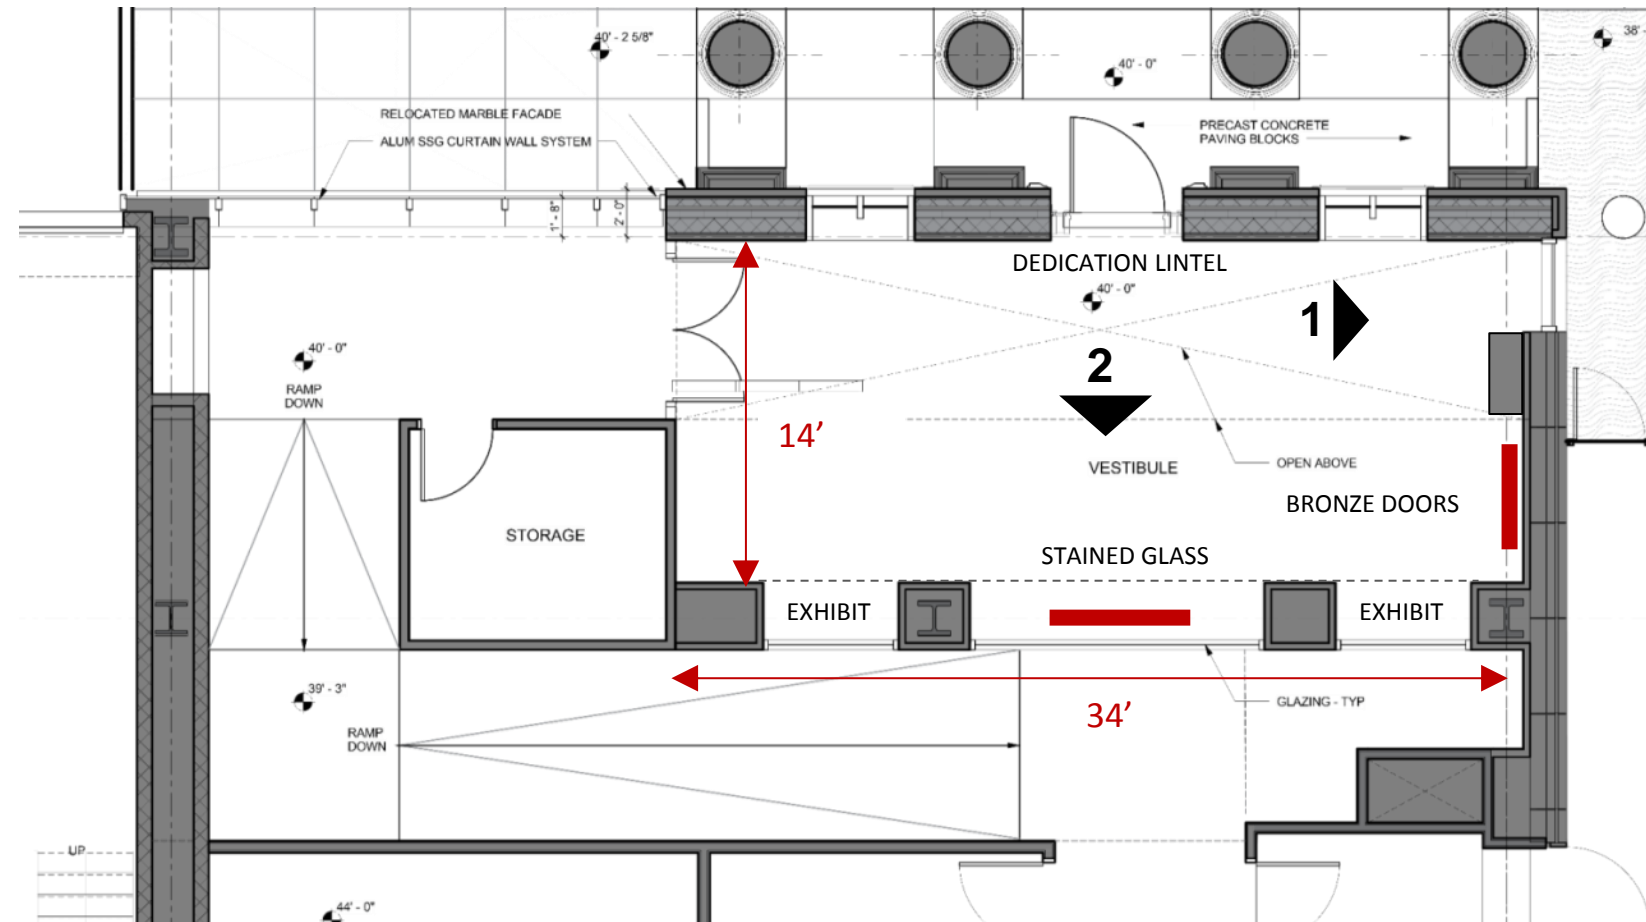 40' - 2 5/8"
40' - 0"
38' -
RELOCATED MARBLE FACADE
ALUM SSG CURTAIN WALL SYSTEM
PRECAST CONCRETE
PAVING BLOCKS
1' - 8"
2' - 0"
DEDICATION LINTEL
40' - 0"
1
40' - 0"
RAMP
DOWN
2
14’
OPEN ABOVE
VESTIBULE
BRONZE DOORS
STORAGE
STAINED GLASS
EXHIBIT
EXHIBIT
39' - 3"
34’
GLAZING - TYP
RAMP
DOWN
UP
44' - 0"